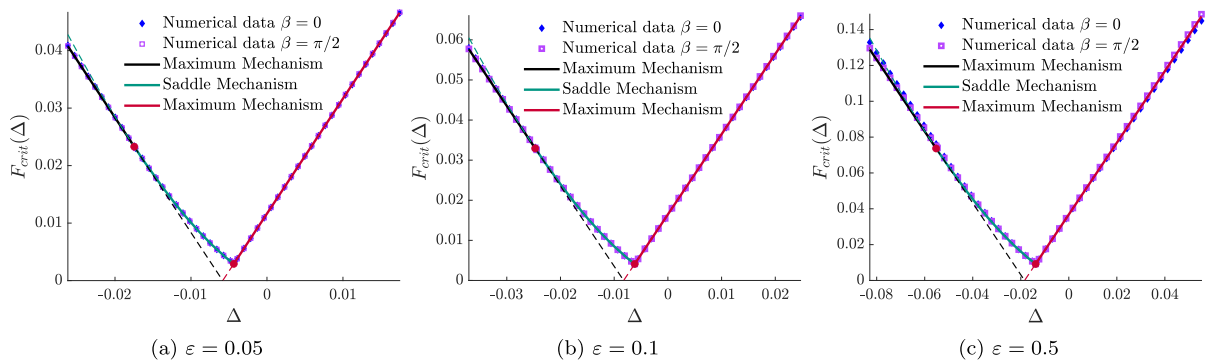 Numerical data β = 0
Numerical data β = π/2
Maximum Mechanism
Saddle Mechanism
Maximum Mechanism
F_crit(Δ)
0.04
0.03
0.02
0.01
0
-0.02
-0.01
0
0.01
Δ
(a) ε = 0.05
Numerical data β = 0
Numerical data β = π/2
Maximum Mechanism
Saddle Mechanism
Maximum Mechanism
F_crit(Δ)
0.06
0.05
0.04
0.03
0.02
0.01
0
-0.03
-0.02
-0.01
0
0.01
0.02
Δ
(b) ε = 0.1
Numerical data β = 0
Numerical data β = π/2
Maximum Mechanism
Saddle Mechanism
Maximum Mechanism
F_crit(Δ)
0.14
0.12
0.1
0.08
0.06
0.04
0.02
0
-0.08
-0.06
-0.04
-0.02
0
0.02
0.04
Δ
(c) ε = 0.5